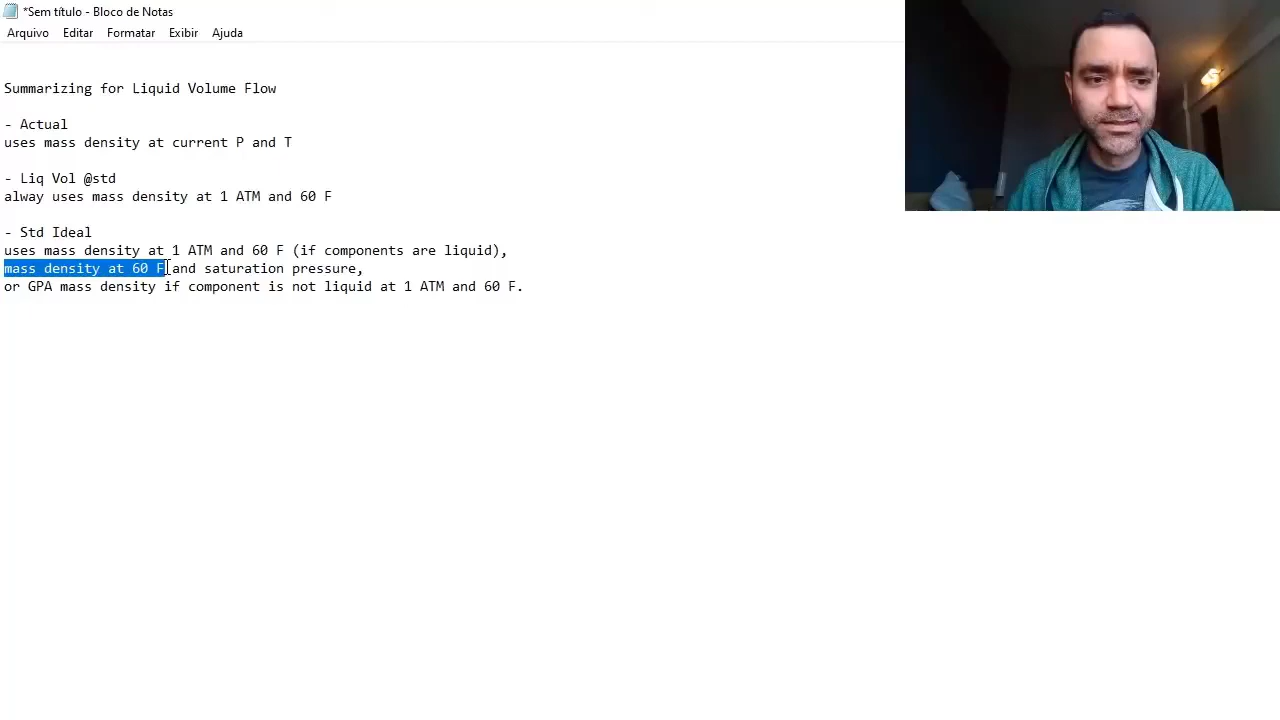 *Sem título - Bloco de Notas
Arquivo Editar Formatar Exibir Ajuda
Summarizing for Liquid Volume Flow
- Actual
uses mass density at current P and T
- Liq Vol @std
alway uses mass density at 1 ATM and 60 F
- Std Ideal
uses mass density at 1 ATM and 60 F (if components are liquid),
mass density at 60 F and saturation pressure,
or GPA mass density if component is not liquid at 1 ATM and 60 F.